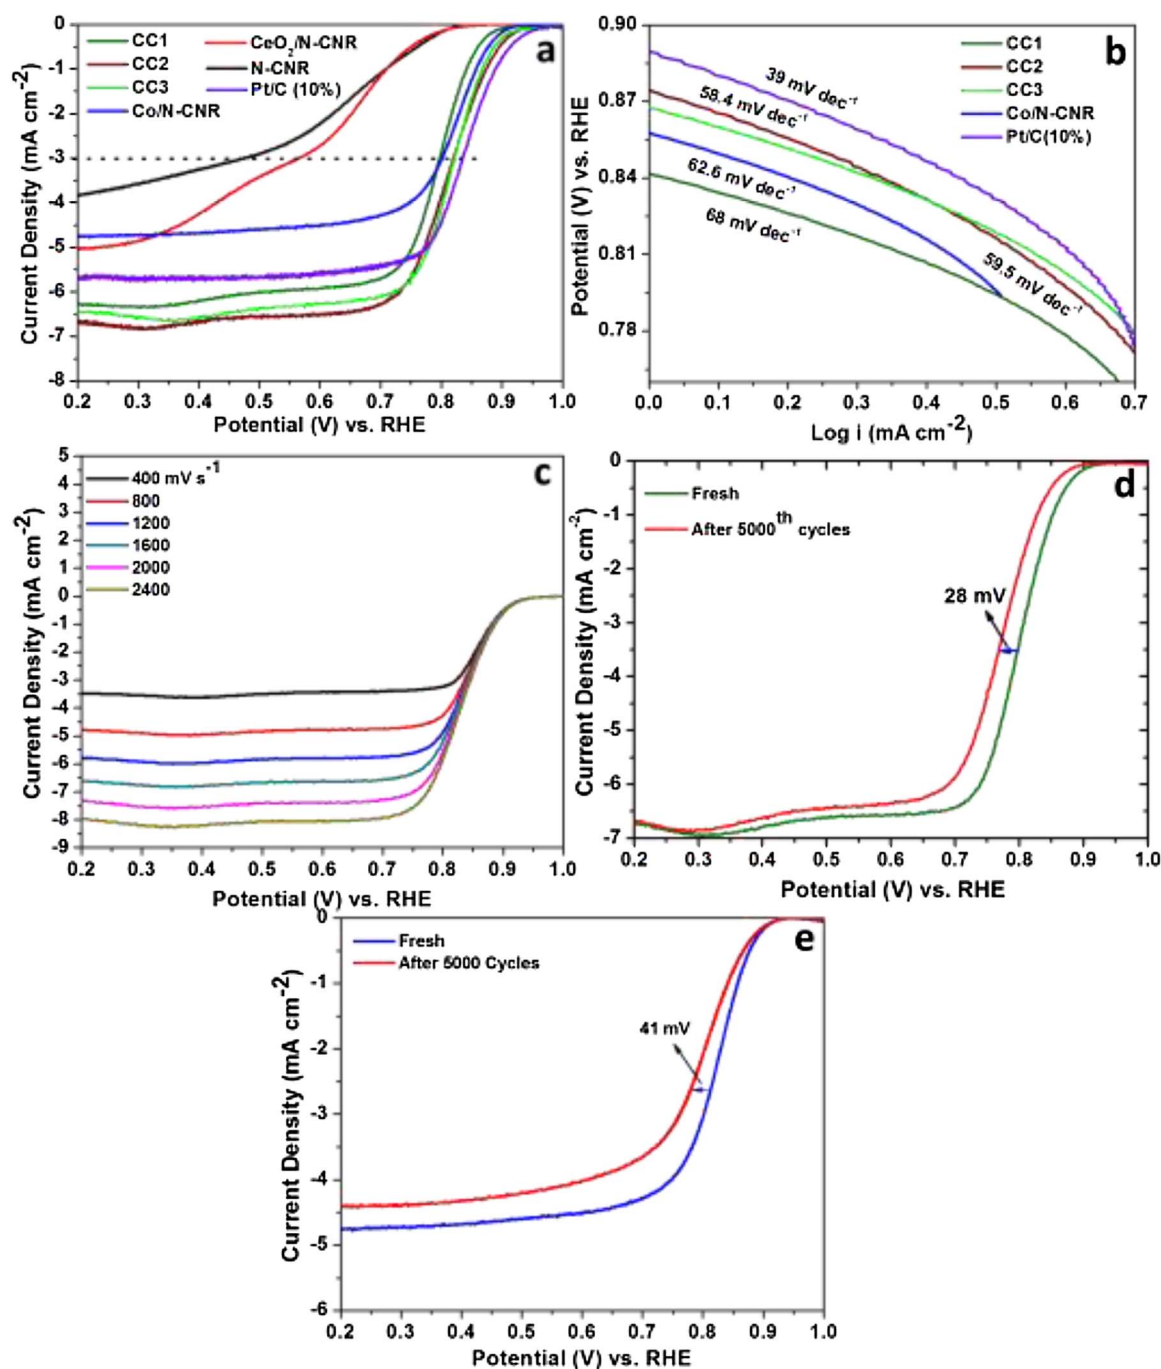 a
CC1
CC2
CC3
Co/N-CNR
CeO2/N-CNR
N-CNR
Pt/C (10%)
0
-1
-2
-3
-4
-5
-6
-7
-8
Current Density (mA cm-2)
0.2 0.3 0.4 0.5 0.6 0.7 0.8 0.9 1.0
Potential (V) vs. RHE
b
CC1
CC2
CC3
Co/N-CNR
Pt/C(10%)
39 mV dec-1
58.4 mV dec-1
62.6 mV dec-1
68 mV dec-1
59.5 mV dec-1
0.90
0.87
0.84
0.81
0.78
Potential (V) vs. RHE
0.0 0.1 0.2 0.3 0.4 0.5 0.6 0.7
Log i (mA cm-2)
c
400 mV s-1
800
1200
1600
2000
2400
5
4
3
2
1
0
-1
-2
-3
-4
-5
-6
-7
-8
-9
Current Density (mA cm-2)
0.2 0.3 0.4 0.5 0.6 0.7 0.8 0.9 1.0
Potential (V) vs. RHE
d
Fresh
After 5000th cycles
28 mV
0
-1
-2
-3
-4
-5
-6
-7
Current Density (mA cm-2)
0.2 0.3 0.4 0.5 0.6 0.7 0.8 0.9 1.0
Potential (V) vs. RHE
e
Fresh
After 5000 Cycles
41 mV
0
-1
-2
-3
-4
-5
-6
Current Density (mA cm-2)
0.2 0.3 0.4 0.5 0.6 0.7 0.8 0.9 1.0
Potential (V) vs. RHE